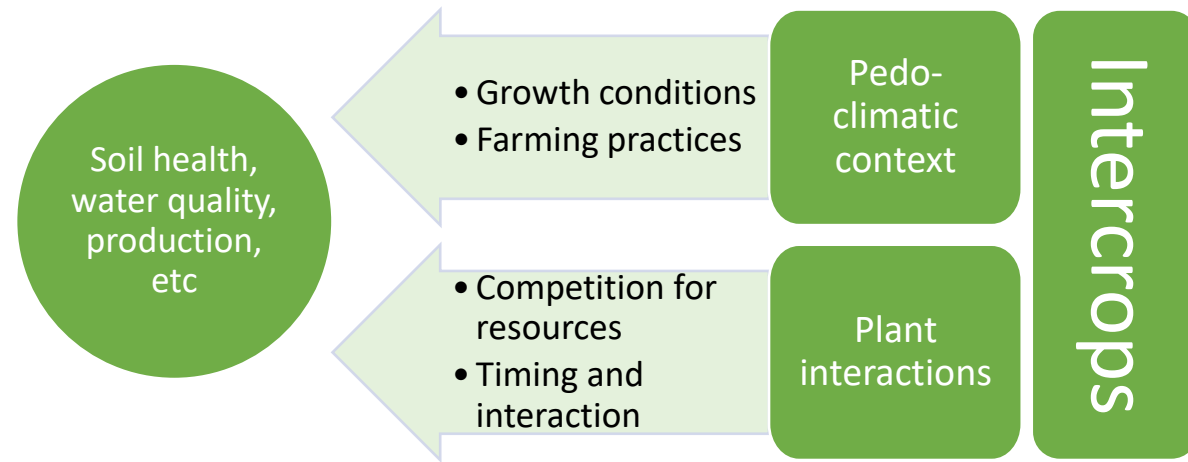 Soil health,
water quality,
production,
etc
• Growth conditions
• Farming practices
Pedo-
climatic
context
• Competition for
resources
• Timing and
interaction
Plant
interactions
Intercrops